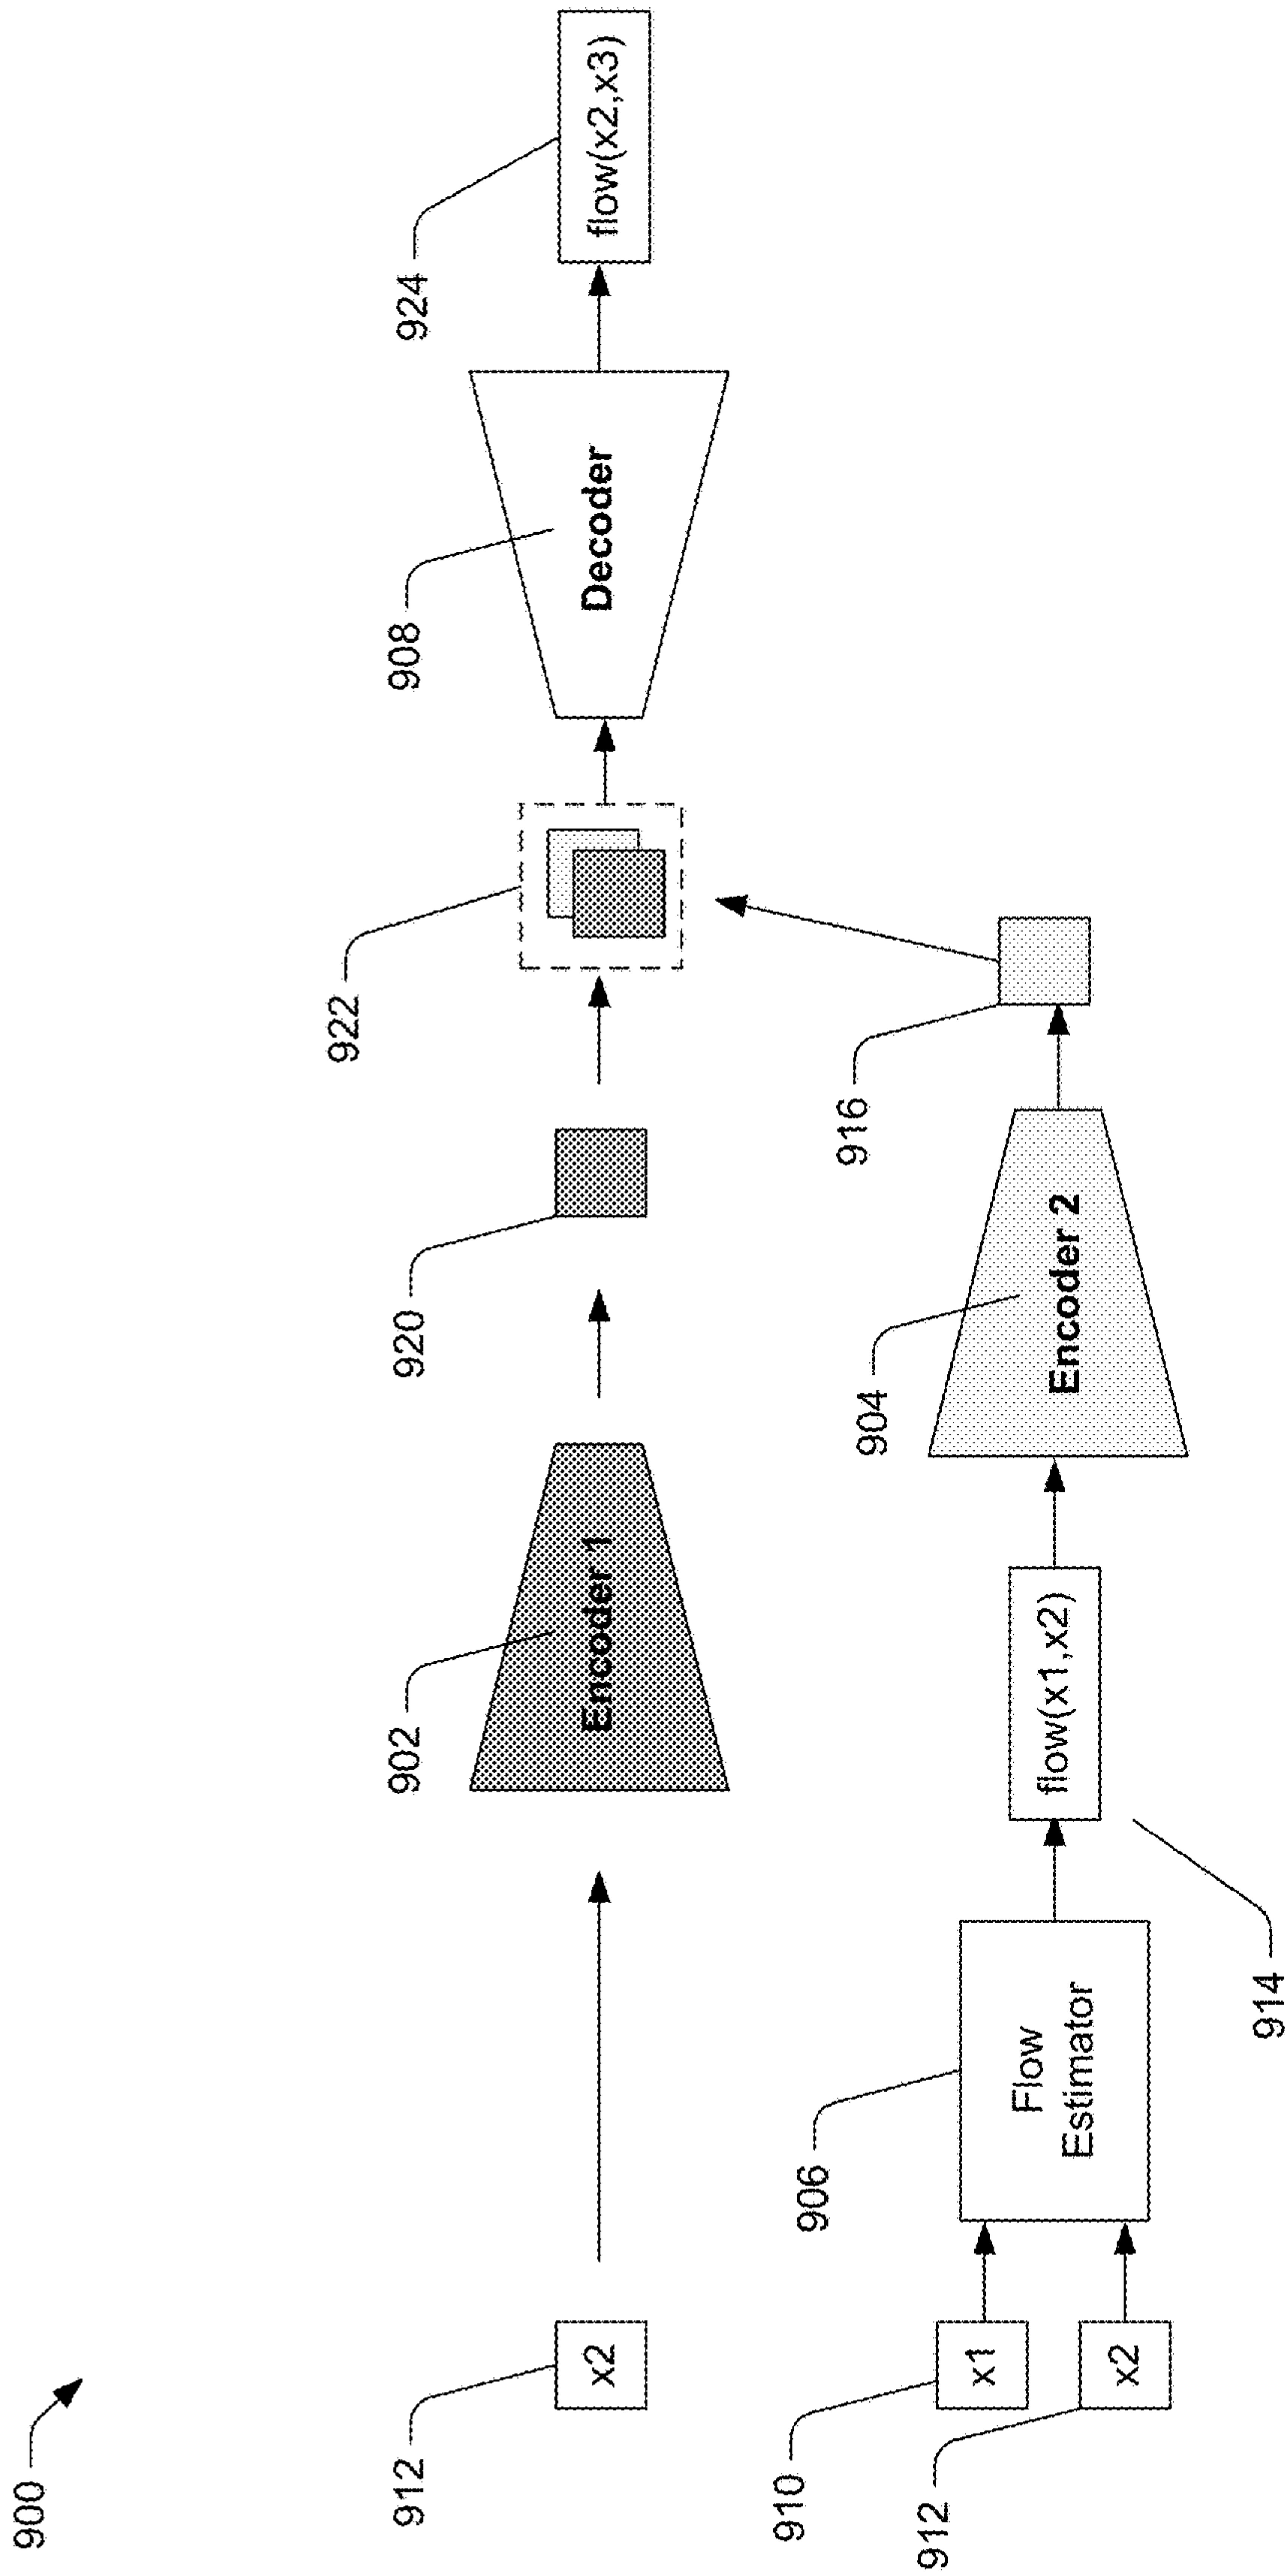 900
912
x2
902
Encoder 1
920
922
908
Decoder
924
flow(x2,x3)
910
x1
912
x2
906
Flow
Estimator
914
flow(x1,x2)
904
Encoder 2
916